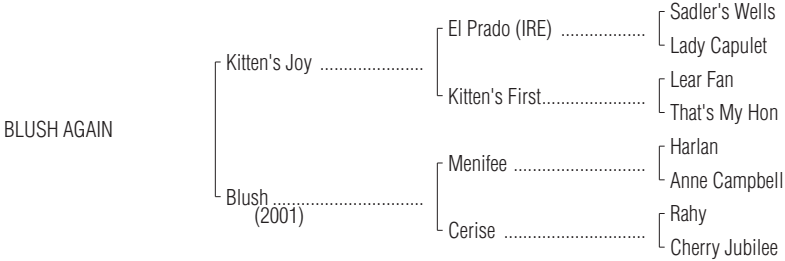 Sadler's Wells
El Prado (IRE) ...................
Lady Capulet
Kitten's Joy ......................
Lear Fan
Kitten's First......................
That's My Hon
BLUSH AGAIN
Harlan
Menifee ............................
Anne Campbell
Blush ................................
(2001)
Rahy
Cerise ..............................
Cherry Jubilee